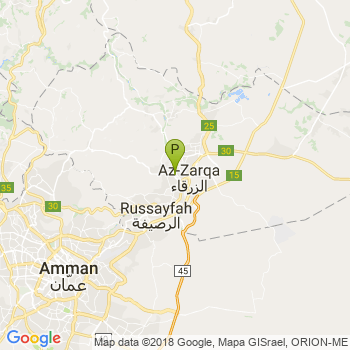 25
P
30
Az-Zarqa
الزرقاء
15
35
30
Russayfah
الرصيفة
Amman
عمان
45
Google
Map data ©2018 Google, Mapa GISrael, ORION-ME